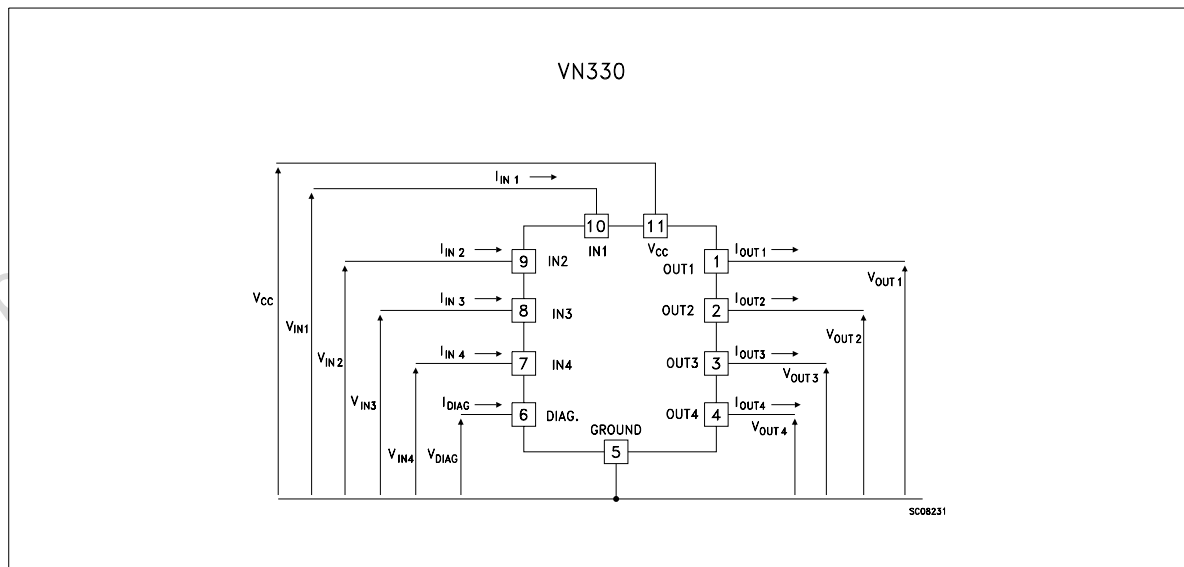 VN330
I_IN 1
10
11
IN1
V_CC
I_IN 2
9
IN2
OUT1
1
I_OUT 1
V_OUT 1
V_CC
I_IN 3
8
IN3
OUT2
2
I_OUT2
V_IN1
V_OUT 2
V_IN2
I_IN 4
7
IN4
OUT3
3
I_OUT3
V_OUT 3
V_IN3
I_DIAG
6
DIAG.
OUT4
4
I_OUT4
V_OUT 4
GROUND
5
V_IN4
V_DIAG
SC08231